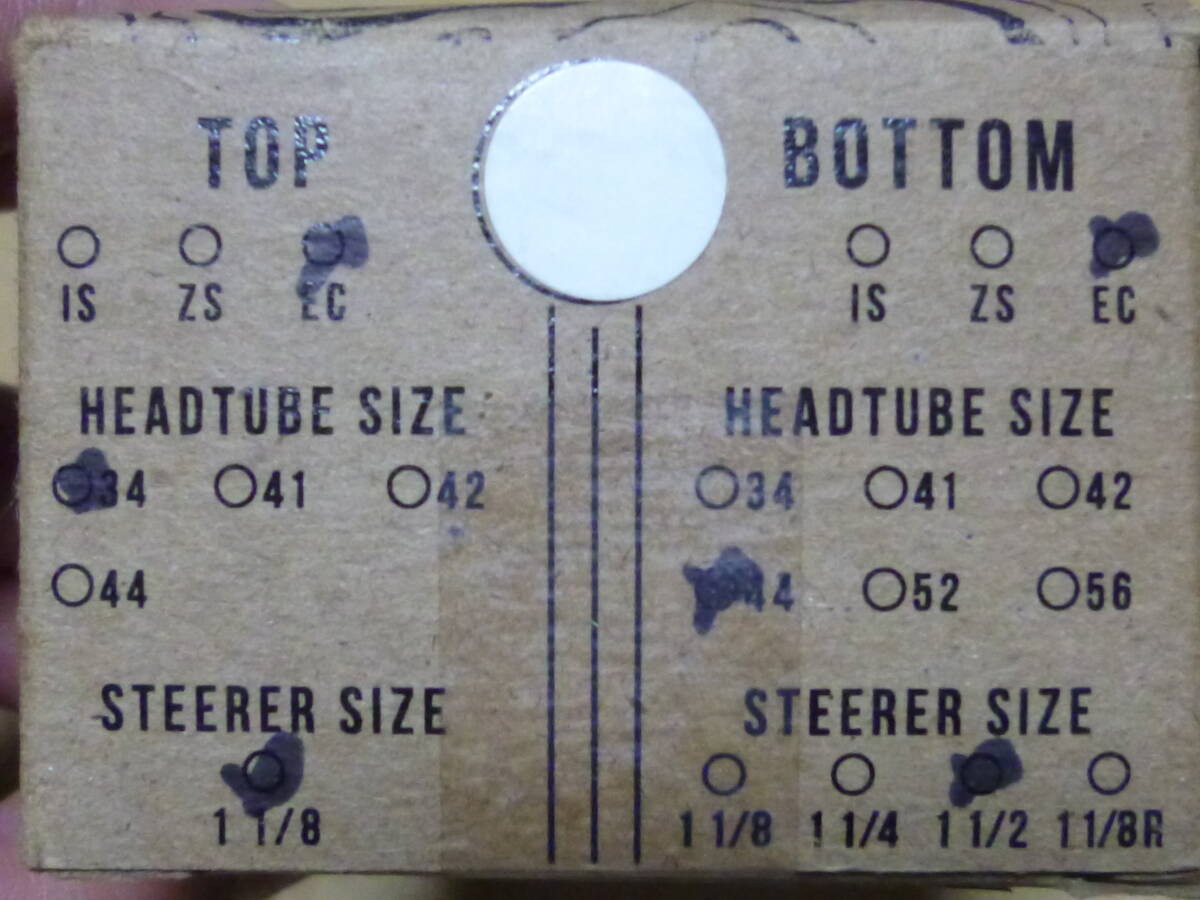 TOP
IS ZS EC
HEADTUBE SIZE
34 41 42
44
STEERER SIZE
1 1/8
BOTTOM
IS ZS EC
HEADTUBE SIZE
34 41 42
44 52 56
STEERER SIZE
1 1/8 1 1/4 1 1/2 1 1/8R